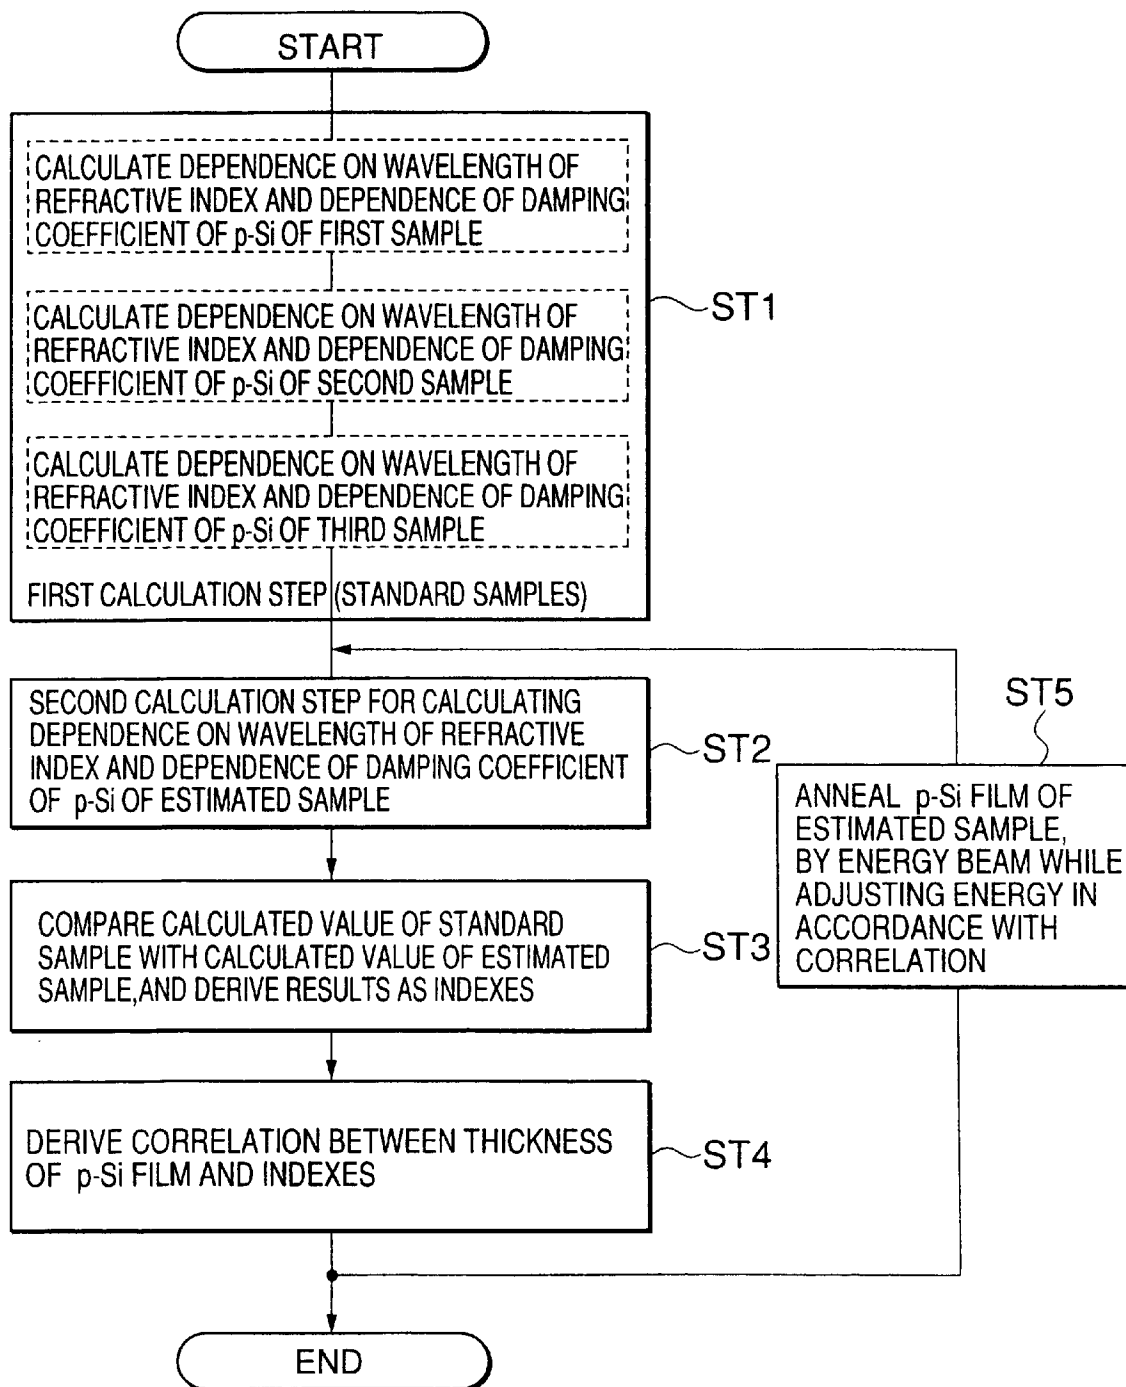 START
CALCULATE DEPENDENCE ON WAVELENGTH OF
REFRACTIVE INDEX AND DEPENDENCE OF DAMPING
COEFFICIENT OF p-Si OF FIRST SAMPLE
CALCULATE DEPENDENCE ON WAVELENGTH OF
REFRACTIVE INDEX AND DEPENDENCE OF DAMPING
COEFFICIENT OF p-Si OF SECOND SAMPLE
CALCULATE DEPENDENCE ON WAVELENGTH OF
REFRACTIVE INDEX AND DEPENDENCE OF DAMPING
COEFFICIENT OF p-Si OF THIRD SAMPLE
FIRST CALCULATION STEP (STANDARD SAMPLES)
ST1
SECOND CALCULATION STEP FOR CALCULATING
DEPENDENCE ON WAVELENGTH OF REFRACTIVE
INDEX AND DEPENDENCE OF DAMPING COEFFICIENT
OF p-Si OF ESTIMATED SAMPLE
ST2
COMPARE CALCULATED VALUE OF STANDARD
SAMPLE WITH CALCULATED VALUE OF ESTIMATED
SAMPLE,AND DERIVE RESULTS AS INDEXES
ST3
DERIVE CORRELATION BETWEEN THICKNESS
OF p-Si FILM AND INDEXES
ST4
ST5
ANNEAL p-Si FILM OF
ESTIMATED SAMPLE,
BY ENERGY BEAM WHILE
ADJUSTING ENERGY IN
ACCORDANCE WITH
CORRELATION
END